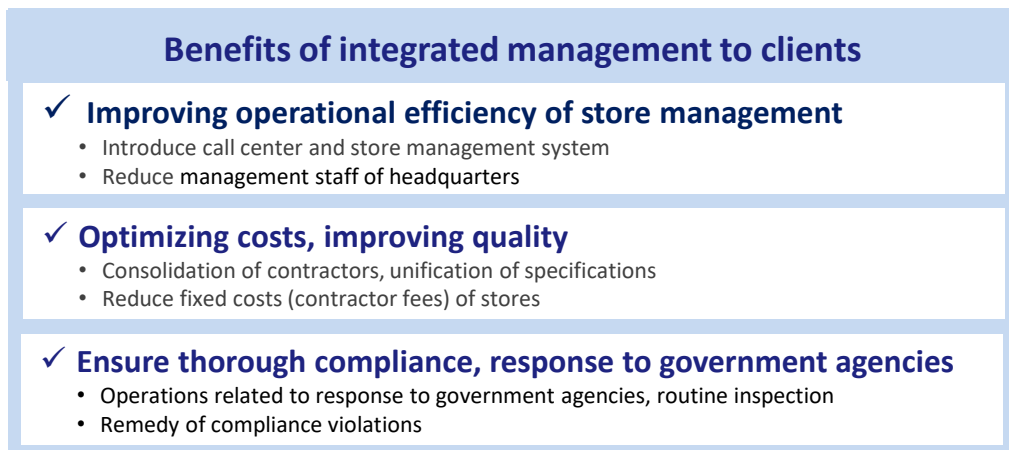 Benefits of integrated management to clients
✓ Improving operational efficiency of store management
• Introduce call center and store management system
• Reduce management staff of headquarters
✓ Optimizing costs, improving quality
• Consolidation of contractors, unification of specifications
• Reduce fixed costs (contractor fees) of stores
✓ Ensure thorough compliance, response to government agencies
• Operations related to response to government agencies, routine inspection
• Remedy of compliance violations